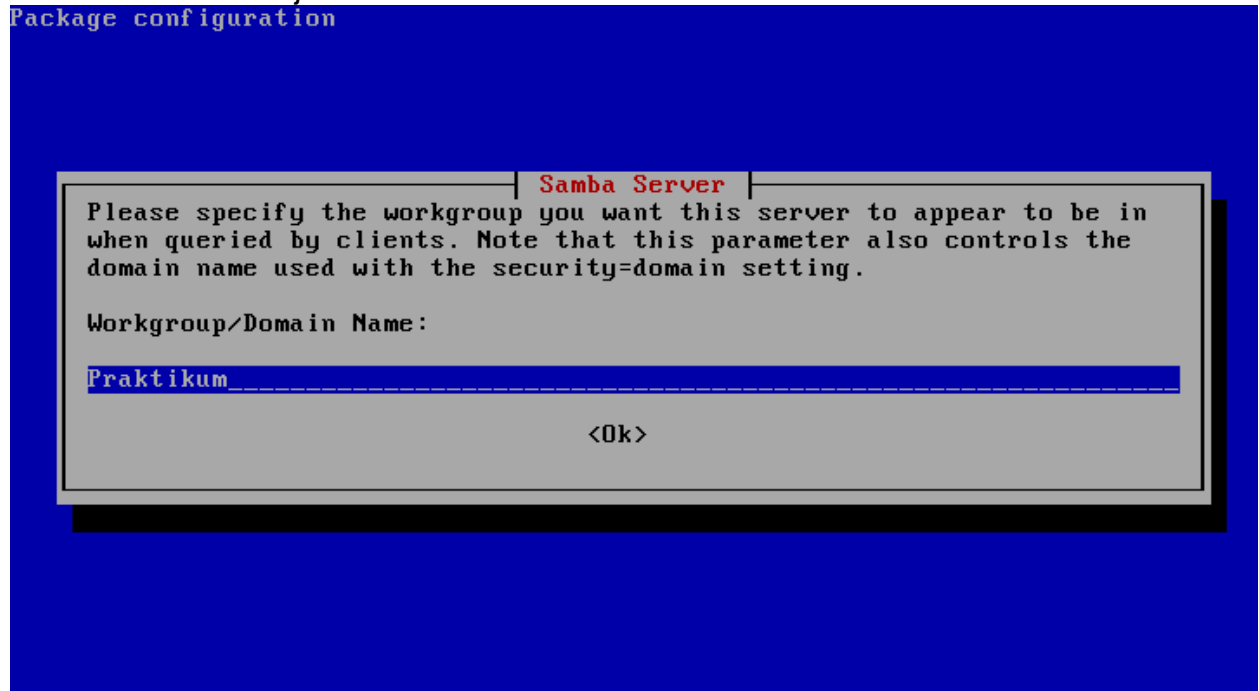 Package configuration
Samba Server
Please specify the workgroup you want this server to appear to be in
when queried by clients. Note that this parameter also controls the
domain name used with the security=domain setting.
Workgroup/Domain Name:
Praktikum
<Ok>